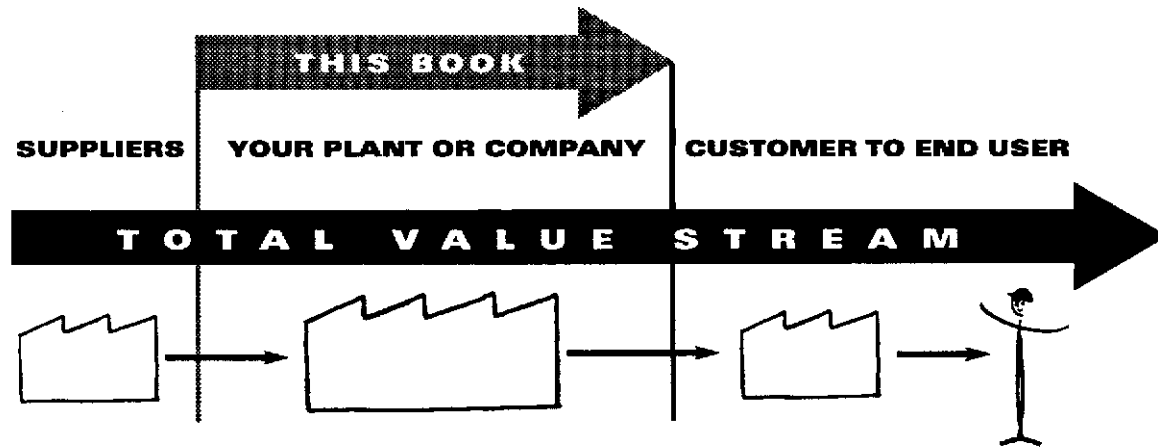 THIS BOOK
SUPPLIERS YOUR PLANT OR COMPANY CUSTOMER TO END USER
TOTAL VALUE STREAM